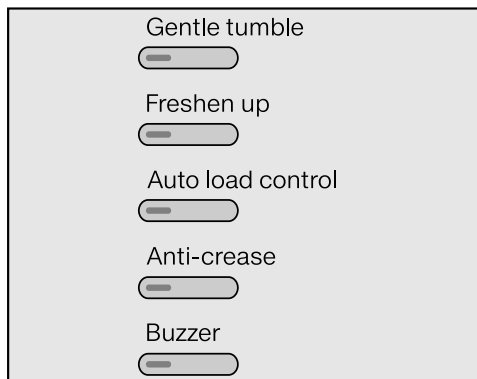 Gentle tumble
Freshen up
Auto load control
Anti-crease
Buzzer